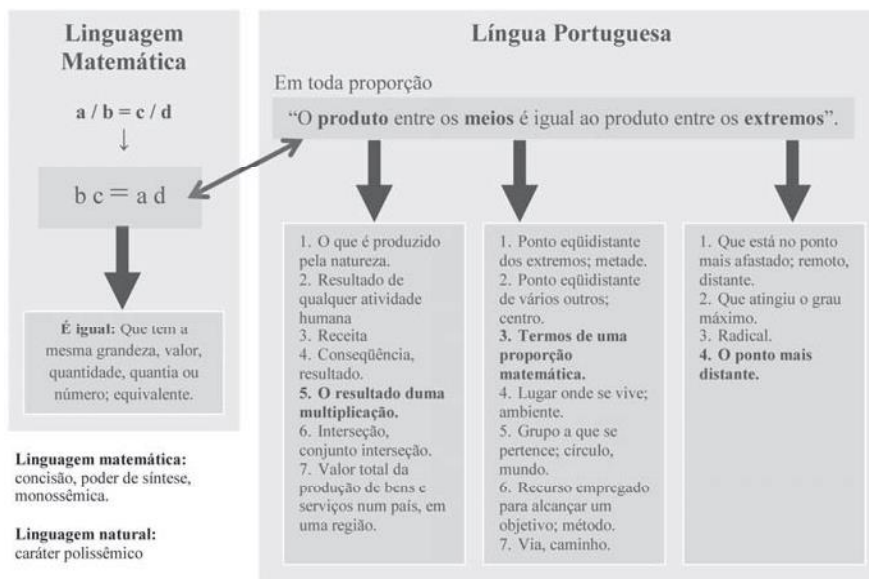 Linguagem
Matemática
a / b = c / d
↓
b c = a d
É igual: Que tem a
mesma grandeza, valor,
quantidade, quantia ou
número; equivalente.
Linguagem matemática:
concisão, poder de síntese,
monossêmica.
Linguagem natural:
caráter polissêmico
Língua Portuguesa
Em toda proporção
“O produto entre os meios é igual ao produto entre os extremos”.
1. O que é produzido
pela natureza.
2. Resultado de
qualquer atividade
humana
3. Receita
4. Conseqüência,
resultado.
5. O resultado duma
multiplicação.
6. Interseção,
conjunto interseção.
7. Valor total da
produção de bens e
serviços num país, em
uma região.
1. Ponto eqüidistante
dos extremos; metade.
2. Ponto eqüidistante
de vários outros;
centro.
3. Termos de uma
proporção
matemática.
4. Lugar onde se vive;
ambiente.
5. Grupo a que se
pertence; círculo,
mundo.
6. Recurso empregado
para alcançar um
objetivo; método.
7. Via, caminho.
1. Que está no ponto
mais afastado; remoto,
distante.
2. Que atingiu o grau
máximo.
3. Radical.
4. O ponto mais
distante.